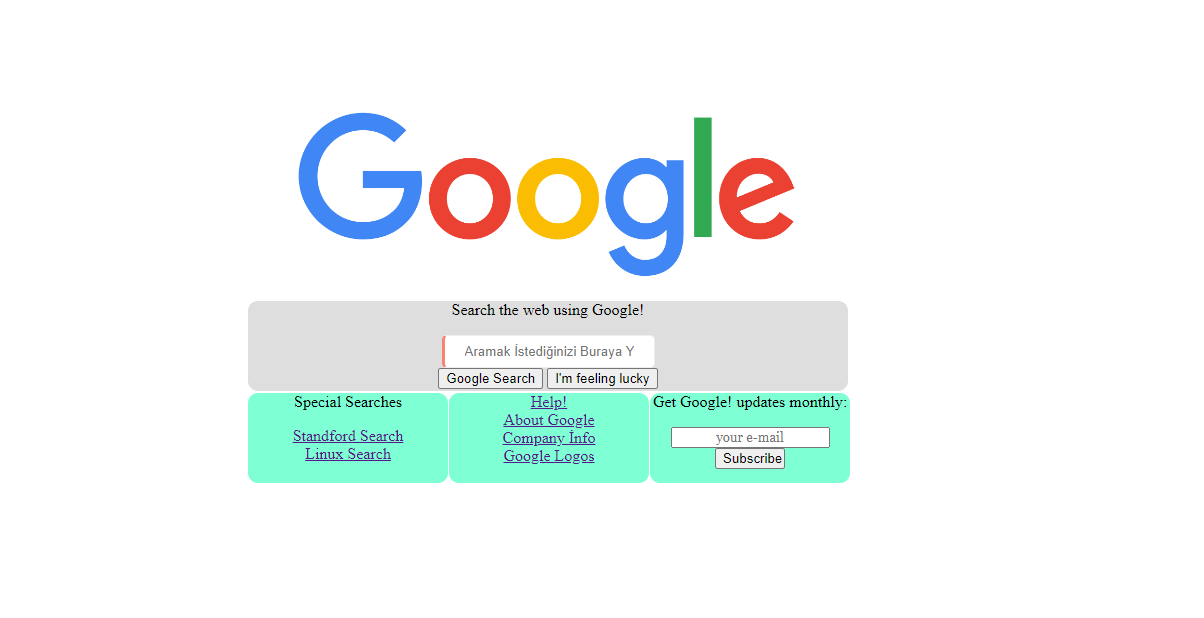 Google
Search the web using Google!
Aramak İstediğinizi Buraya Y
Google Search I'm feeling lucky
Special Searches
Standford Search
Linux Search
Help!
About Google
Company İnfo
Google Logos
Get Google! updates monthly:
your e-mail
Subscribe